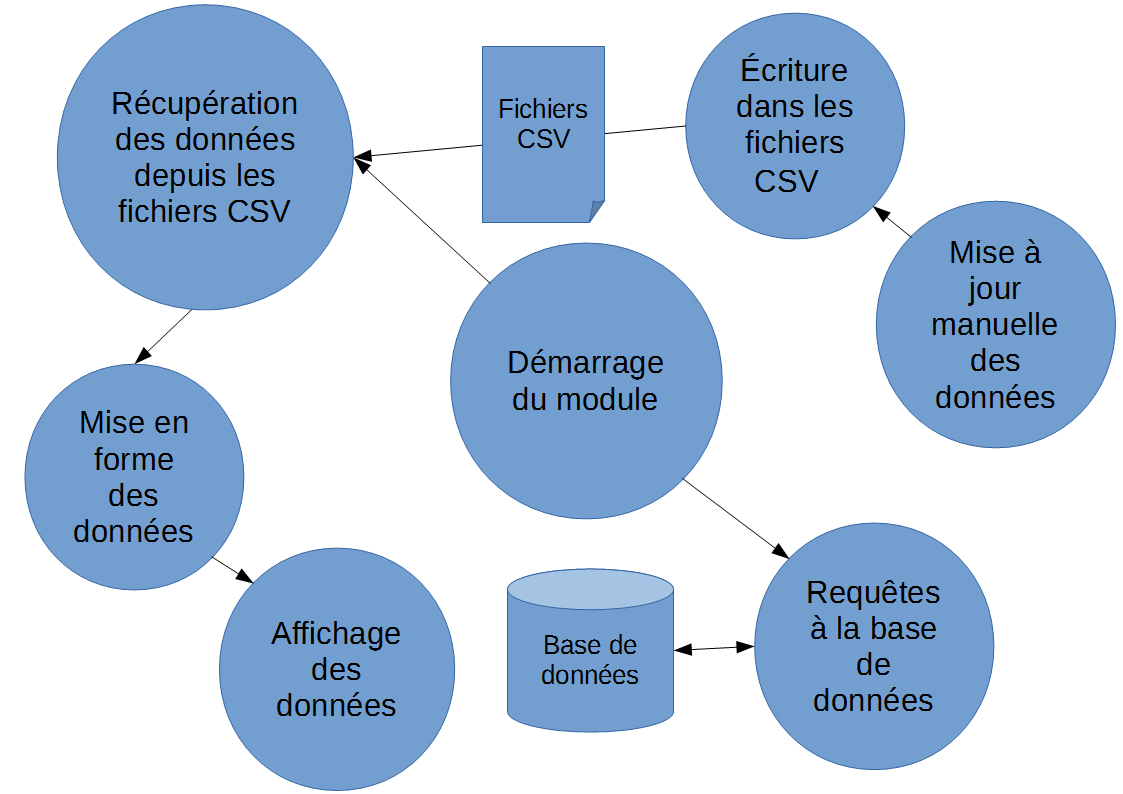 Récupération
des données
depuis les
fichiers CSV
Fichiers
CSV
Écriture
dans les
fichiers
CSV
Mise à
jour
manuelle
des
données
Démarrage
du module
Mise en
forme
des
données
Affichage
des
données
Base de
données
Requêtes
à la base
de
données